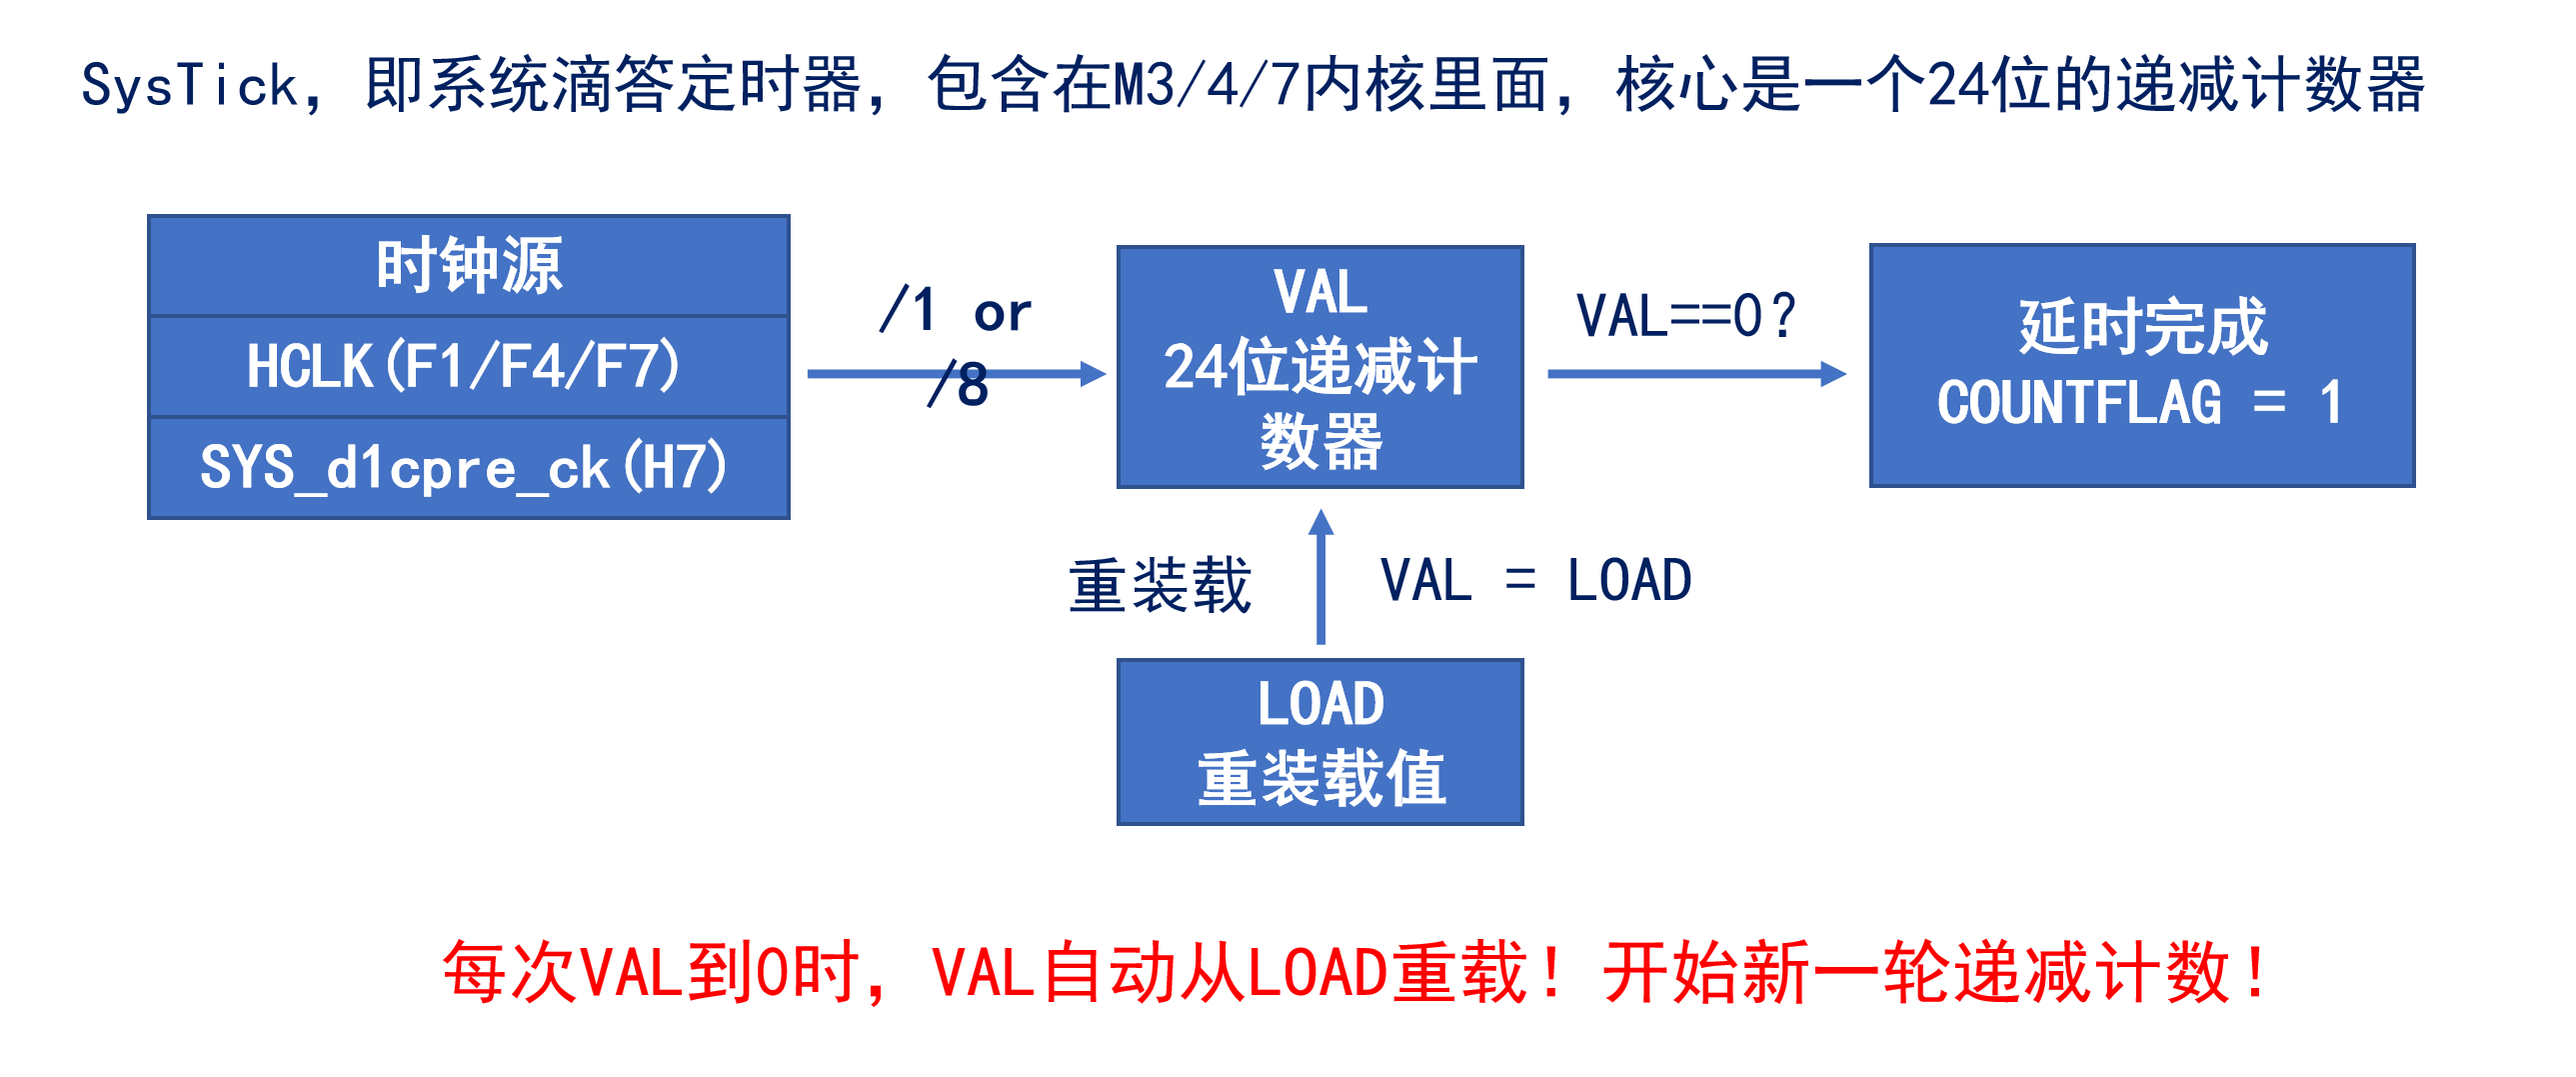 SysTick，即系统滴答定时器，包含在M3/4/7内核里面，核心是一个24位的递减计数器
时钟源
HCLK(F1/F4/F7)
SYS_d1cpre_ck(H7)
/1 or
/8
VAL
24位递减计
数器
VAL==0?
延时完成
COUNTFLAG = 1
重装载
VAL = LOAD
LOAD
重装载值
每次VAL到0时，VAL自动从LOAD重载！开始新一轮递减计数！